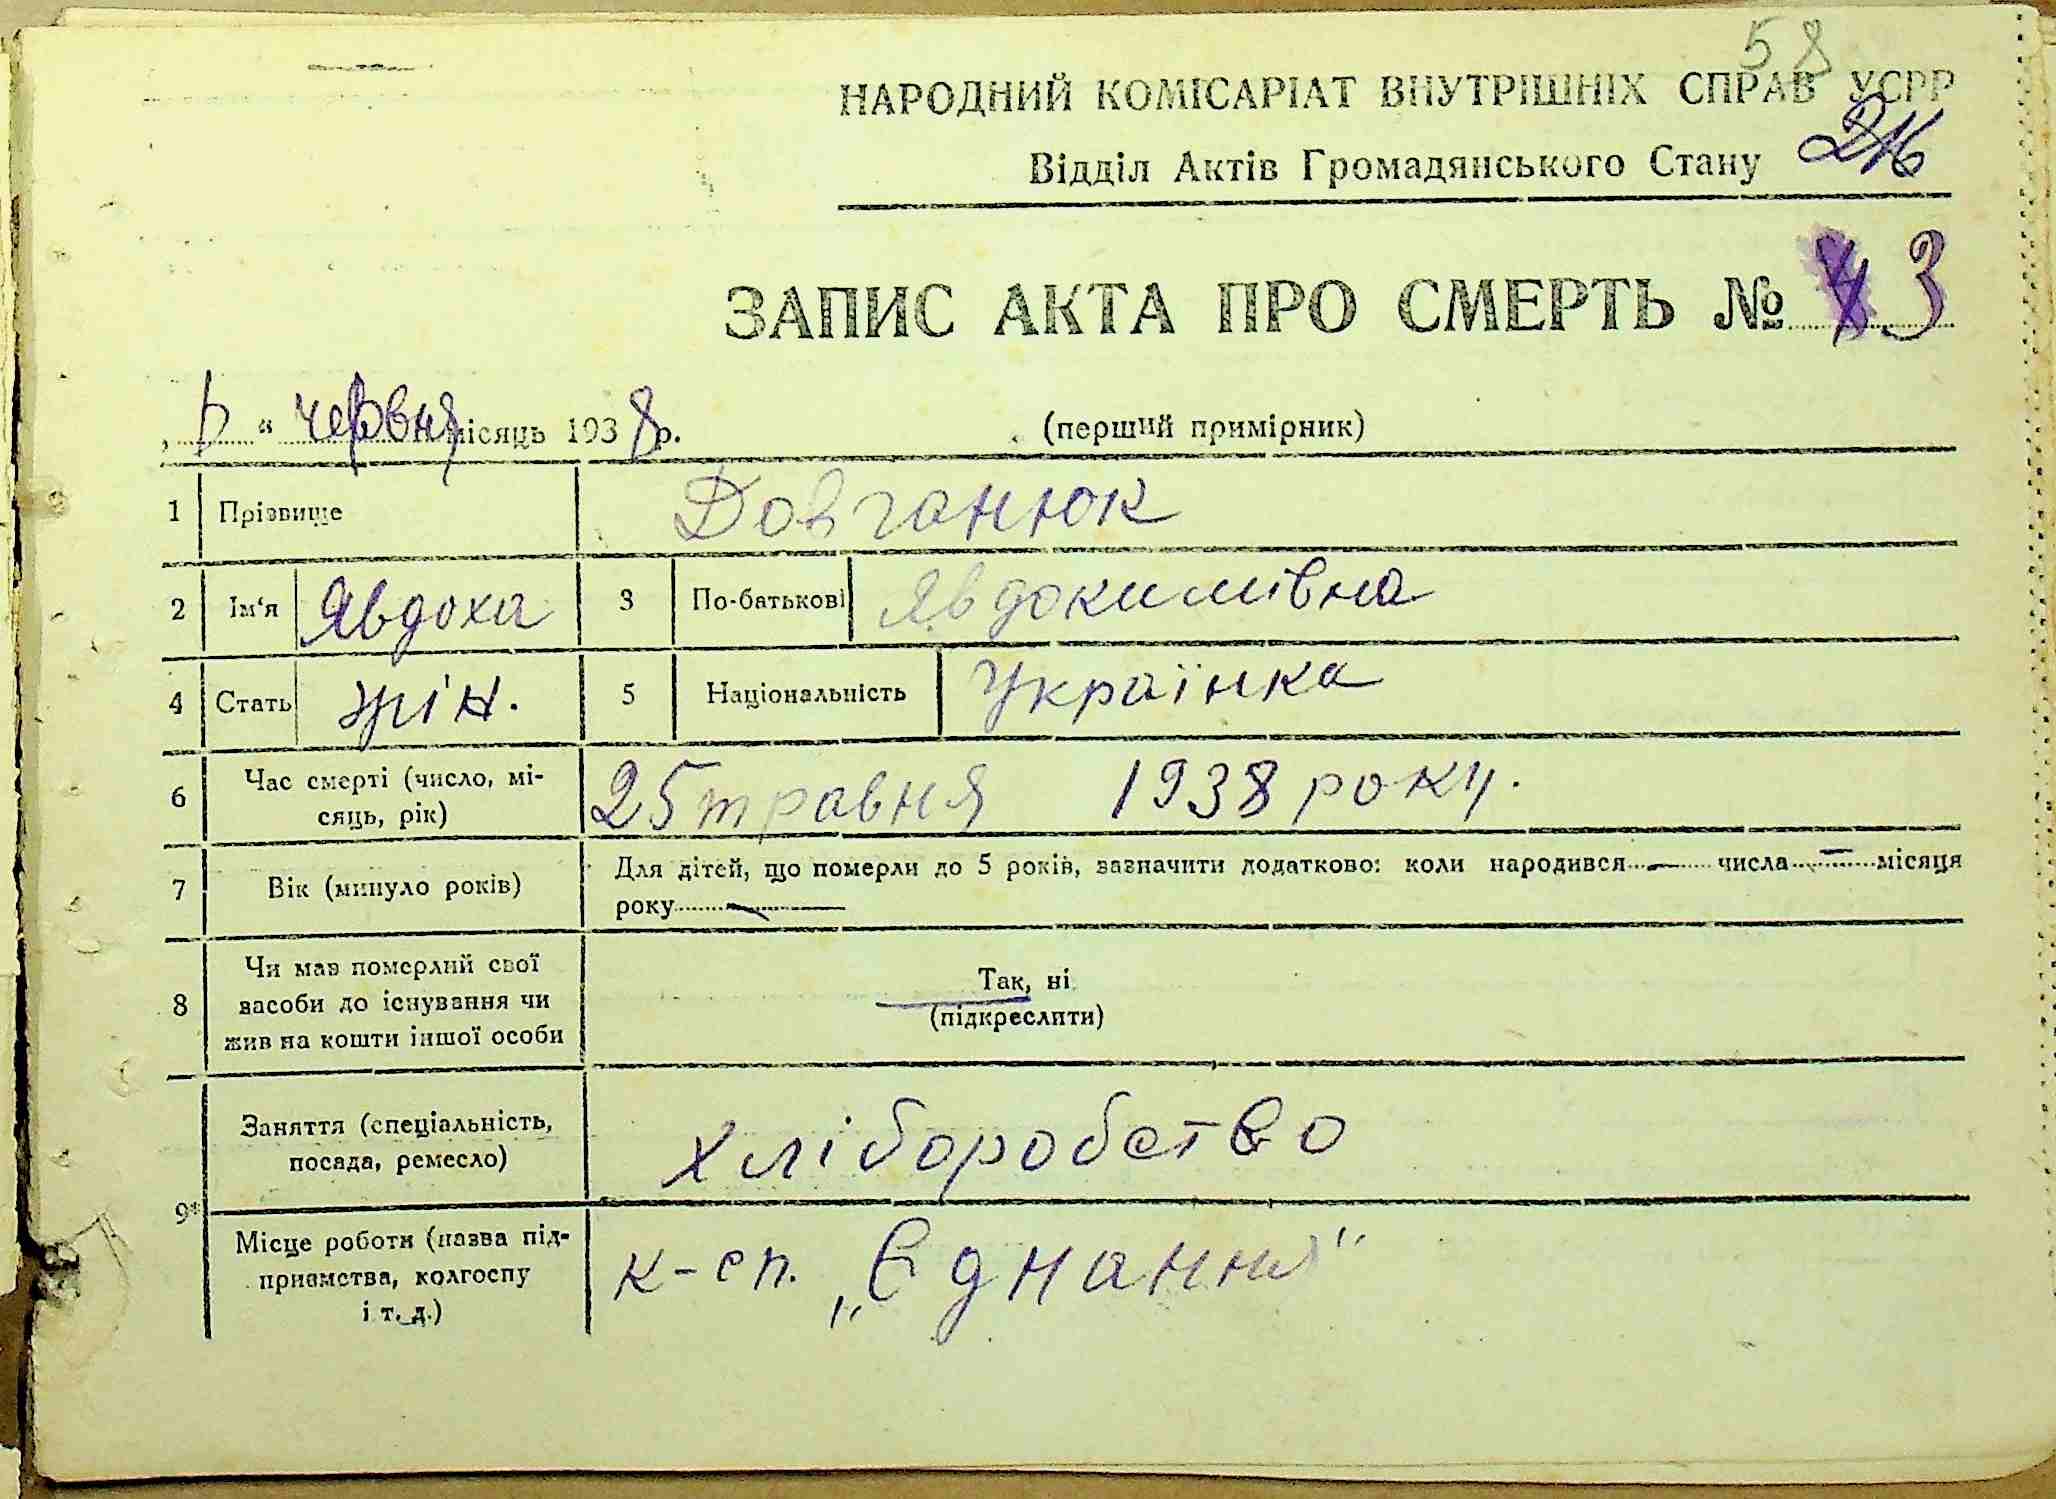 58
НАРОДНИЙ КОМІСАРІАТ ВНУТРІШНІХ СПРАВ УСРР
Відділ Актів Громадянського Стану
ЗАПИС АКТА ПРО СМЕРТЬ № 3
" червня місяць 1938 р. (перший примірник)
1 Прізвище Довганюк
2 Ім'я Явдоха 3 По-батькові Явдокимівна
4 Стать жін. 5 Національність Українка
6 Час смерті (число, мі-
сяць, рік) 25 травня 1938 року.
7 Вік (минуло років) Для дітей, що померли до 5 років, зазначити додатково: коли народився — числа — місяця
року —
8 Чи мав померлий свої
засоби до існування чи
жив на кошти іншої особи
Так, ні
(підкреслити)
9* Заняття (спеціальність,
посада, ремесло) Хліборобство
Місце роботи (назва під-
приємства, колгоспу
і т. д.) к-сп. „Єднання"